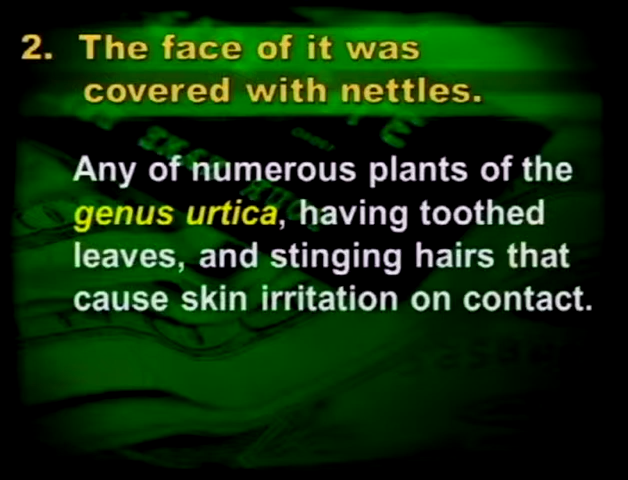 2. The face of it was
covered with nettles.
Any of numerous plants of the
genus urtica, having toothed
leaves, and stinging hairs that
cause skin irritation on contact.